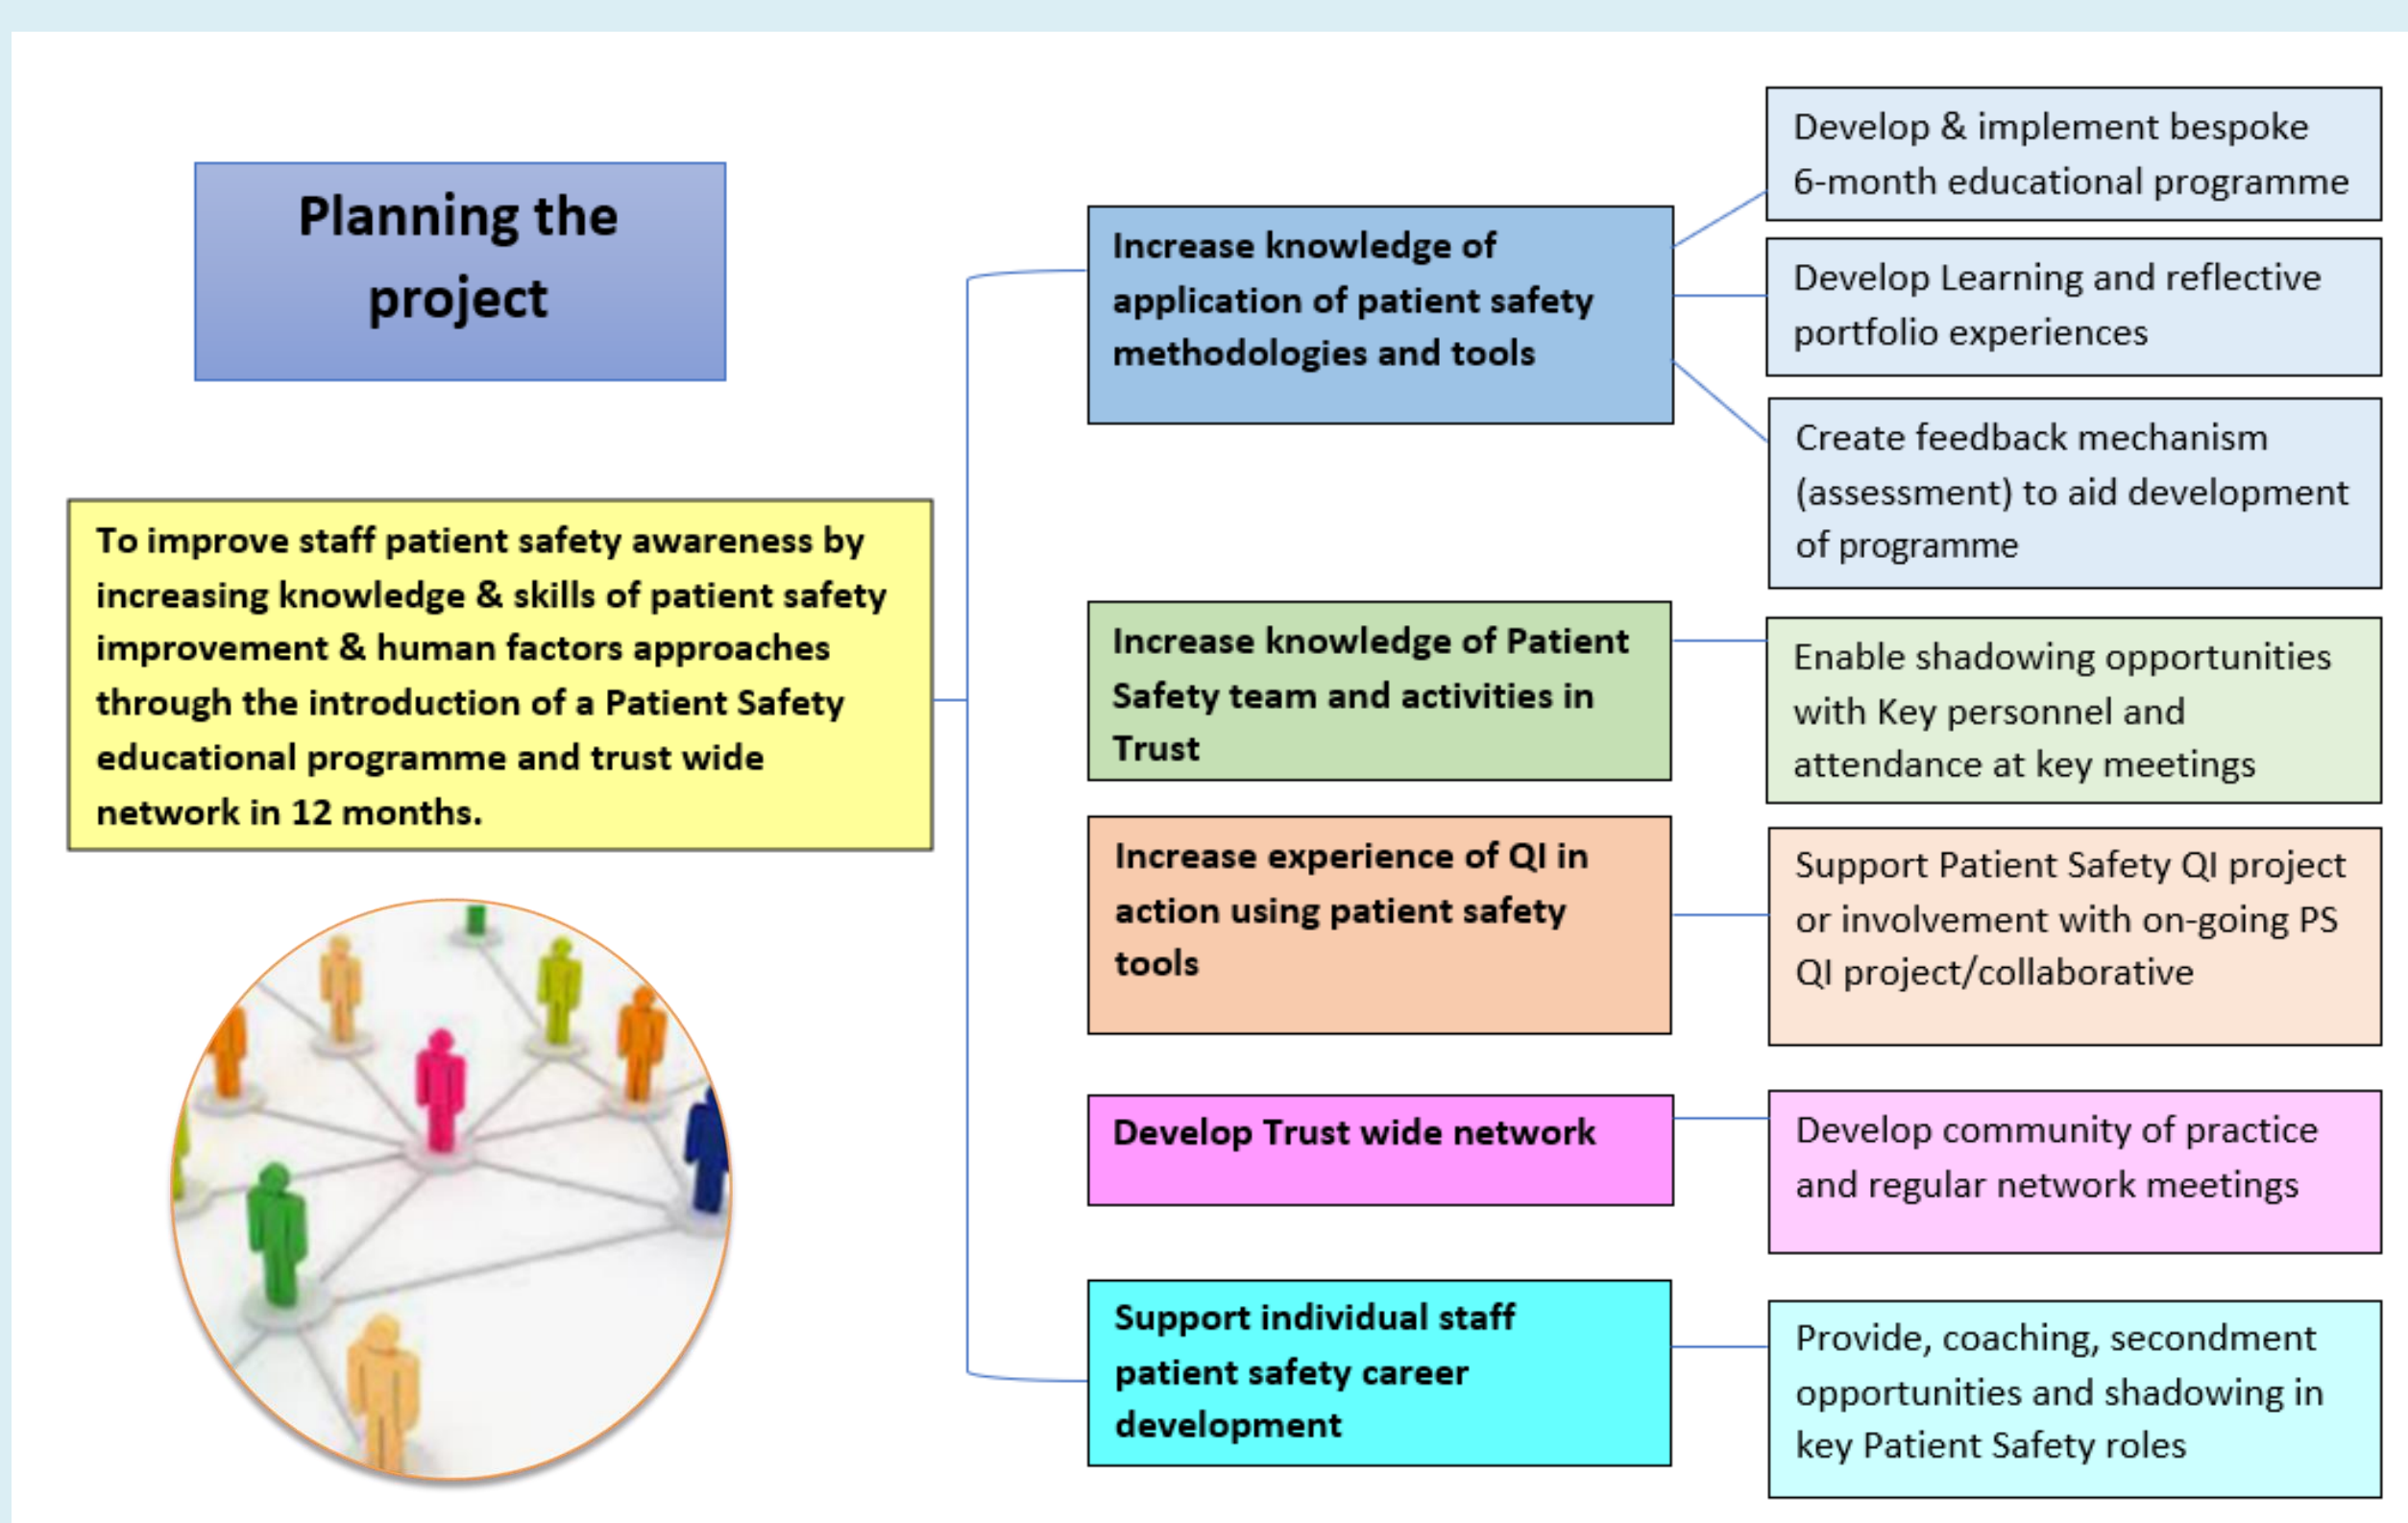 Planning the
project
To improve staff patient safety awareness by
increasing knowledge & skills of patient safety
improvement & human factors approaches
through the introduction of a Patient Safety
educational programme and trust wide
network in 12 months.
Increase knowledge of
application of patient safety
methodologies and tools
Develop & implement bespoke
6-month educational programme
Develop Learning and reflective
portfolio experiences
Create feedback mechanism
(assessment) to aid development
of programme
Increase knowledge of Patient
Safety team and activities in
Trust
Enable shadowing opportunities
with Key personnel and
attendance at key meetings
Increase experience of QI in
action using patient safety
tools
Support Patient Safety QI project
or involvement with on-going PS
QI project/collaborative
Develop Trust wide network
Develop community of practice
and regular network meetings
Support individual staff
patient safety career
development
Provide, coaching, secondment
opportunities and shadowing in
key Patient Safety roles